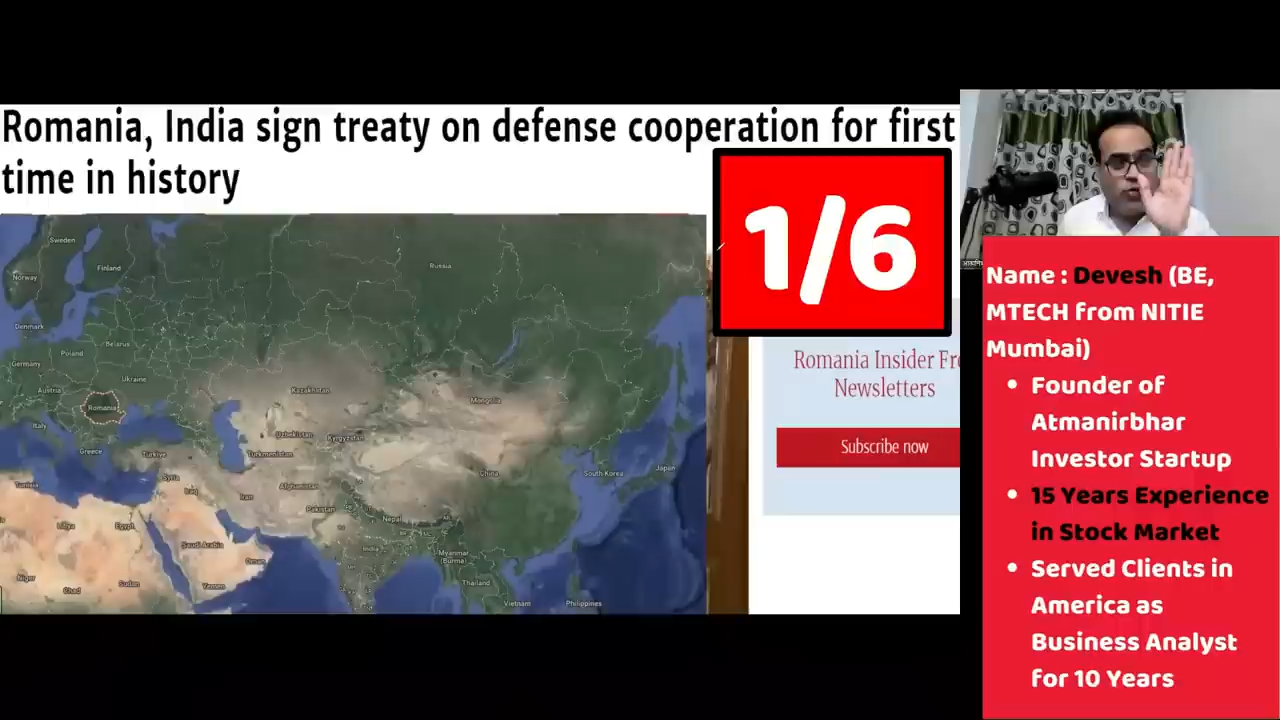 Romania, India sign treaty on defense cooperation for first
time in history
1/6
Romania Insider Fr
Newsletters
Subscribe now
Name : Devesh (BE,
MTECH from NITIE
Mumbai)
• Founder of
Atmanirbhar
Investor Startup
• 15 Years Experience
in Stock Market
• Served Clients in
America as
Business Analyst
for 10 Years
Sweden
Norway
Finland
Russia
Denmark
Belarus
Poland
Germany
Ukraine
Austria
Kazakhstan
Mongolia
Romania
Italy
Uzbekistan
Kyrgyzstan
Greece
Türkiye
Turkmenistan
China
South Korea
Japan
Tunisia
Syria
Iraq
Iran
Afghanistan
Pakistan
Nepal
Libya
Egypt
Saudi Arabia
India
Oman
Myanmar
(Burma)
Niger
Chad
Sudan
Yemen
Thailand
Vietnam
Philippines